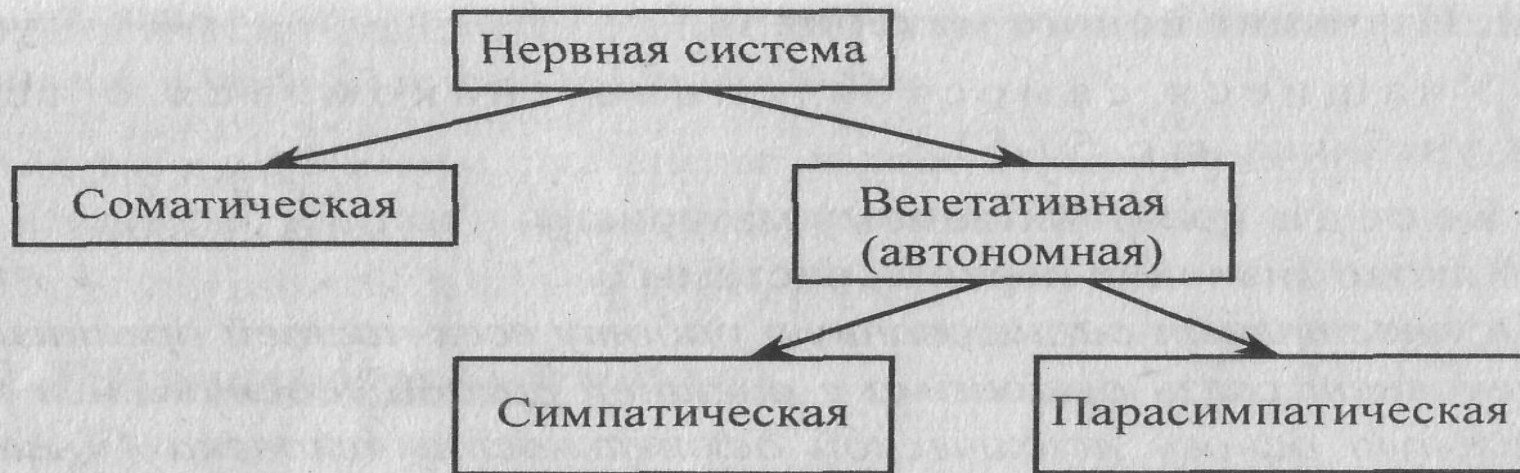 Нервная система
Соматическая
Вегетативная
(автономная)
Симпатическая
Парасимпатическая